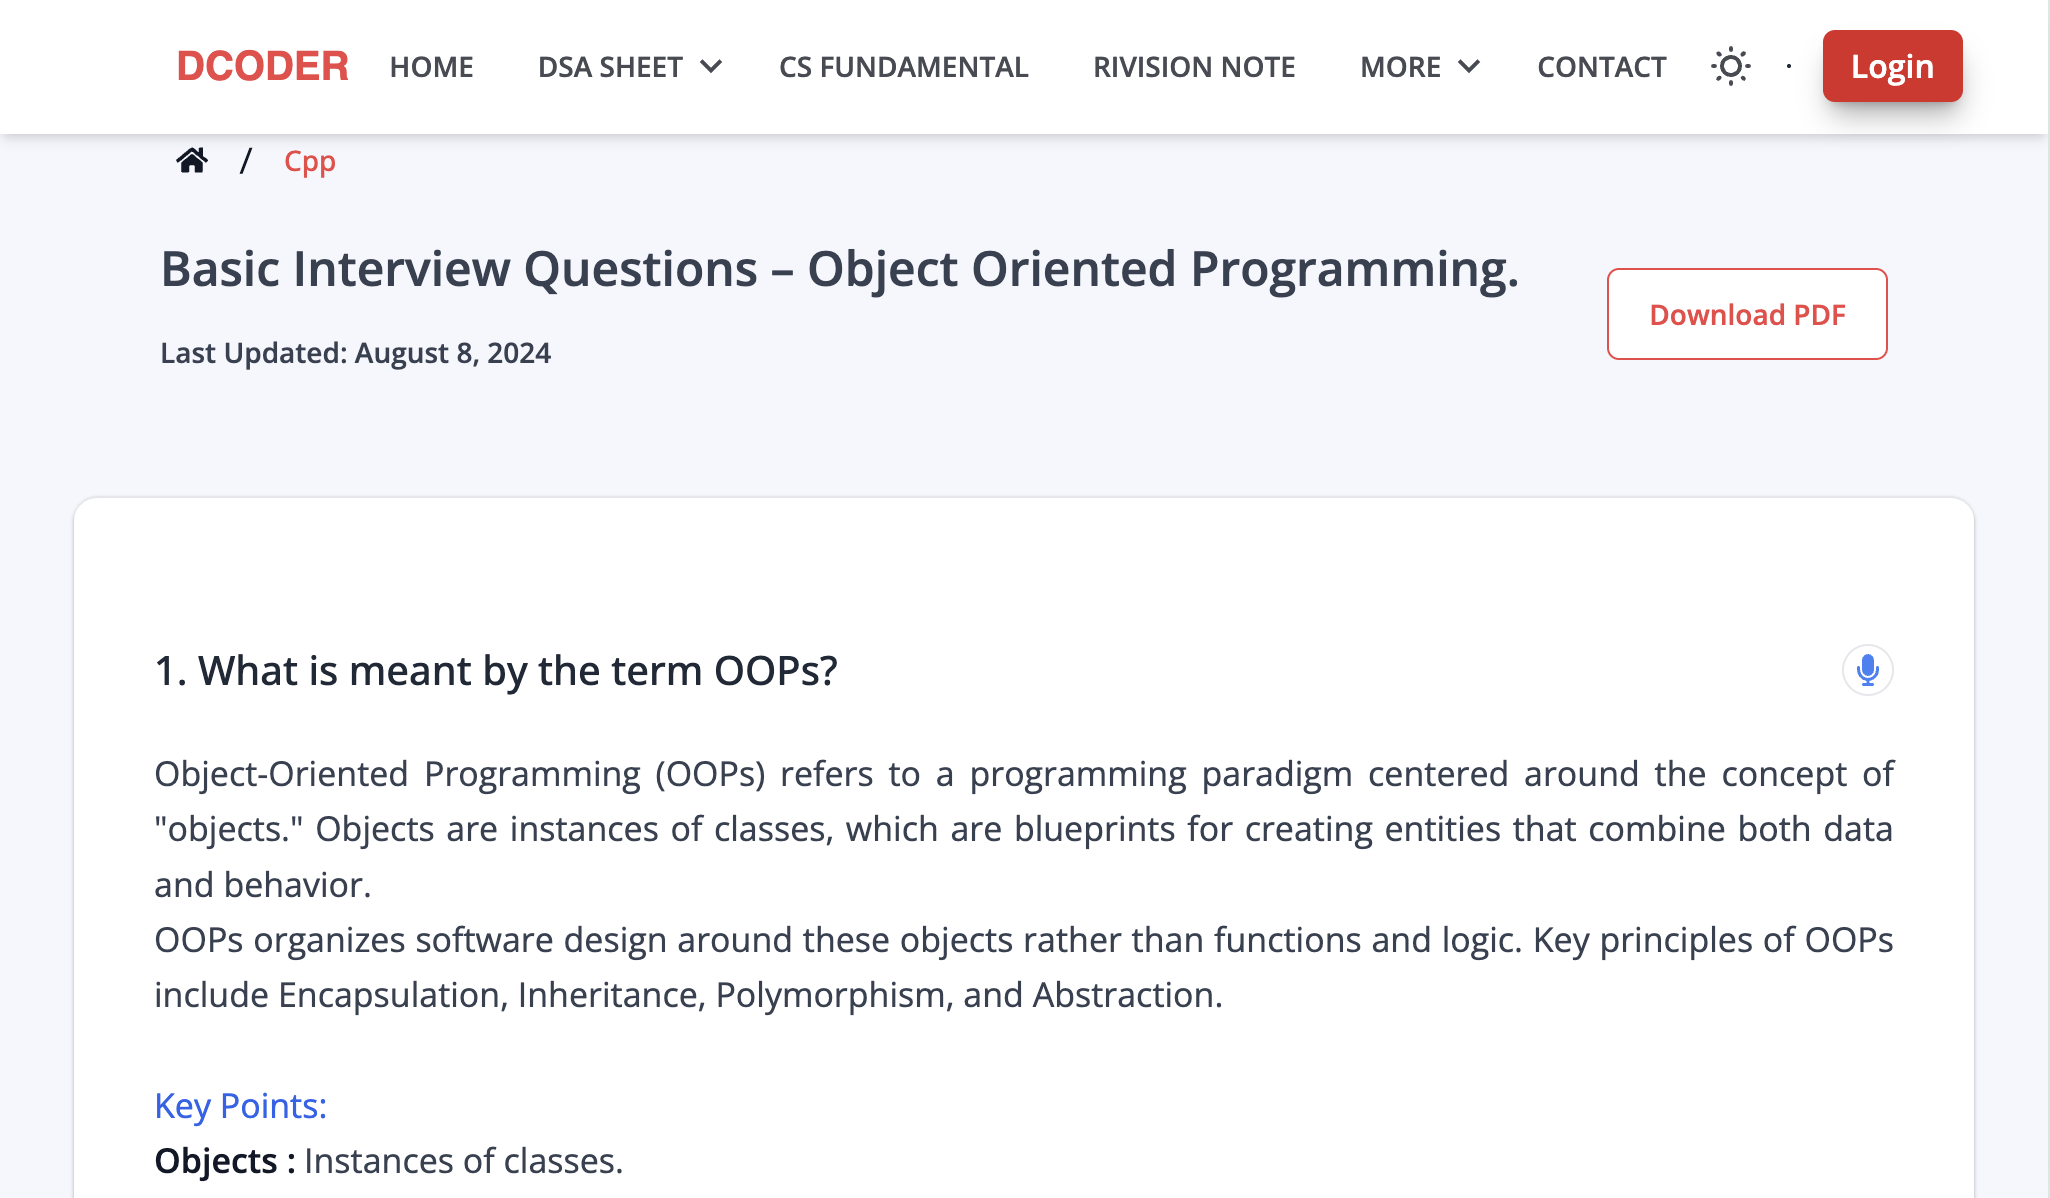 DCODER HOME DSA SHEET CS FUNDAMENTAL RIVISION NOTE MORE CONTACT Login
/ Cpp
Basic Interview Questions – Object Oriented Programming.
Download PDF
Last Updated: August 8, 2024
1. What is meant by the term OOPs?
Object-Oriented Programming (OOPs) refers to a programming paradigm centered around the concept of
"objects." Objects are instances of classes, which are blueprints for creating entities that combine both data
and behavior.
OOPs organizes software design around these objects rather than functions and logic. Key principles of OOPs
include Encapsulation, Inheritance, Polymorphism, and Abstraction.
Key Points:
Objects : Instances of classes.